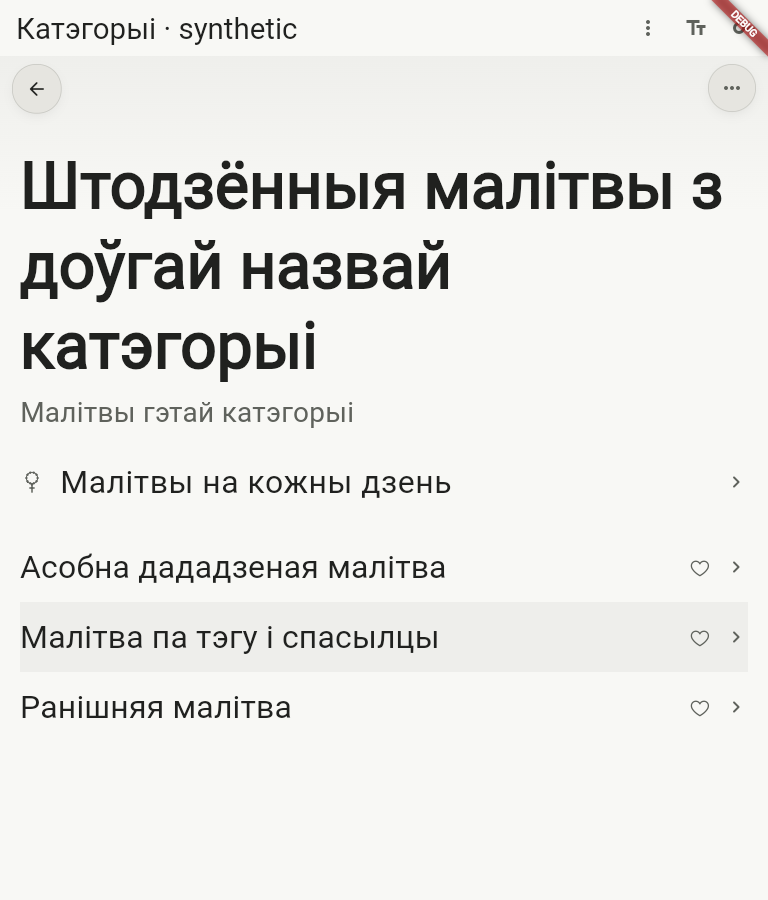 Катэгорыі · synthetic
DEBUG
Штодзённыя малітвы з
доўгай назвай
катэгорыі
Малітвы гэтай катэгорыі
Малітвы на кожны дзень
Асобна дададзеная малітва
Малітва па тэгу і спасылцы
Ранішняя малітва